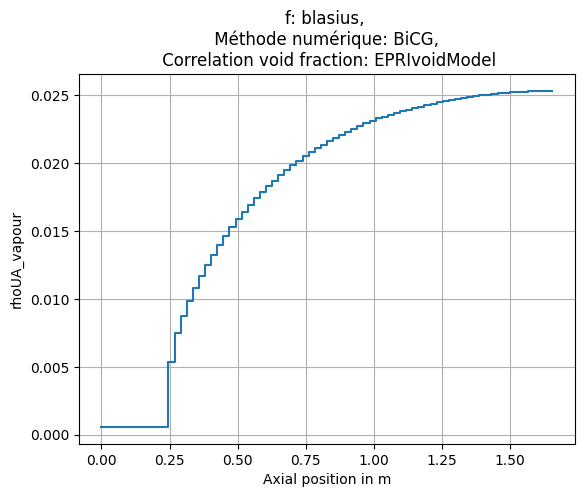 f: blasius,
Méthode numérique: BiCG,
Correlation void fraction: EPRIvoidModel
0.025
0.020
0.015
0.010
0.005
0.000
rhoUA_vapour
0.00 0.25 0.50 0.75 1.00 1.25 1.50
Axial position in m